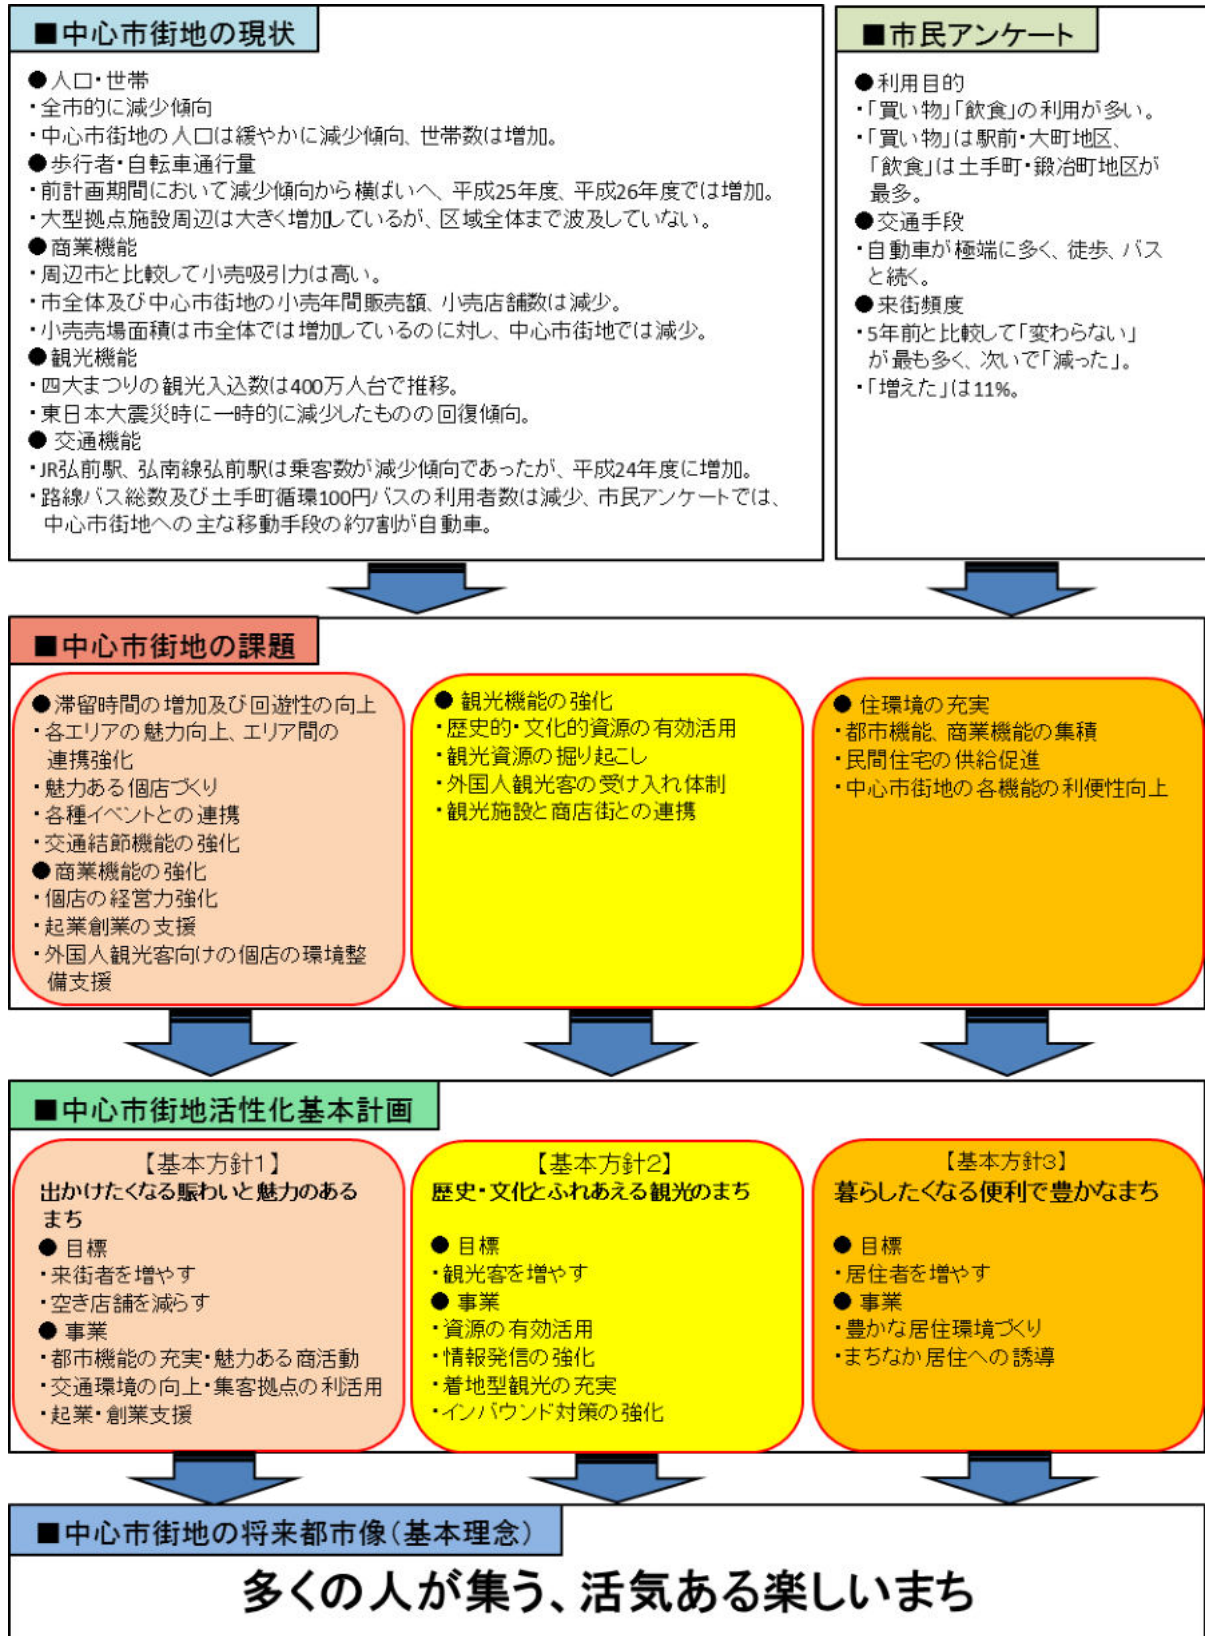 ■中心市街地の現状
●人口・世帯
・全市的に減少傾向
・中心市街地の人口は緩やかに減少傾向、世帯数は増加。
●歩行者・自転車通行量
・前計画期間において減少傾向から横ばいへ、平成25年度、平成26年度では増加。
・大型拠点施設周辺は大きく増加しているが、区域全体まで波及していない。
●商業機能
・周辺市と比較して小売吸引力は高い。
・市全体及び中心市街地の小売年間販売額、小売店舗数は減少。
・小売売場面積は市全体では増加しているのに対し、中心市街地では減少。
●観光機能
・四大まつりの観光入込数は400万人台で推移。
・東日本大震災時に一時的に減少したものの回復傾向。
● 交通機能
・JR弘前駅、弘南線弘前駅は乗客数が減少傾向であったが、平成24年度に増加。
・路線バス総数及び土手町循環100円バスの利用者数は減少、市民アンケートでは、
中心市街地への主な移動手段の約7割が自動車。
■市民アンケート
●利用目的
・「買い物」「飲食」の利用が多い。
・「買い物」は駅前・大町地区、
「飲食」は土手町・鍛冶町地区が
最多。
●交通手段
・自動車が極端に多く、徒歩、バス
と続く。
●来街頻度
・5年前と比較して「変わらない」
が最も多く、次いで「減った」。
・「増えた」は11%。
■中心市街地の課題
●滞留時間の増加及び回遊性の向上
・各エリアの魅力向上、エリア間の
連携強化
・魅力ある個店づくり
・各種イベントとの連携
・交通結節機能の強化
●商業機能の強化
・個店の経営力強化
・起業創業の支援
・外国人観光客向けの個店の環境整
備支援
● 観光機能の強化
・歴史的・文化的資源の有効活用
・観光資源の掘り起こし
・外国人観光客の受け入れ体制
・観光施設と商店街との連携
● 住環境の充実
・都市機能、商業機能の集積
・民間住宅の供給促進
・中心市街地の各機能の利便性向上
■中心市街地活性化基本計画
【基本方針1】
出かけたくなる賑わいと魅力のある
まち
● 目標
・来街者を増やす
・空き店舗を減らす
● 事業
・都市機能の充実・魅力ある商活動
・交通環境の向上・集客拠点の利活用
・起業・創業支援
【基本方針2】
歴史・文化とふれあえる観光のまち
● 目標
・観光客を増やす
● 事業
・資源の有効活用
・情報発信の強化
・着地型観光の充実
・インバウンド対策の強化
【基本方針3】
暮らしたくなる便利で豊かなまち
● 目標
・居住者を増やす
● 事業
・豊かな居住環境づくり
・まちなか居住への誘導
■中心市街地の将来都市像(基本理念)
多くの人が集う、活気ある楽しいまち